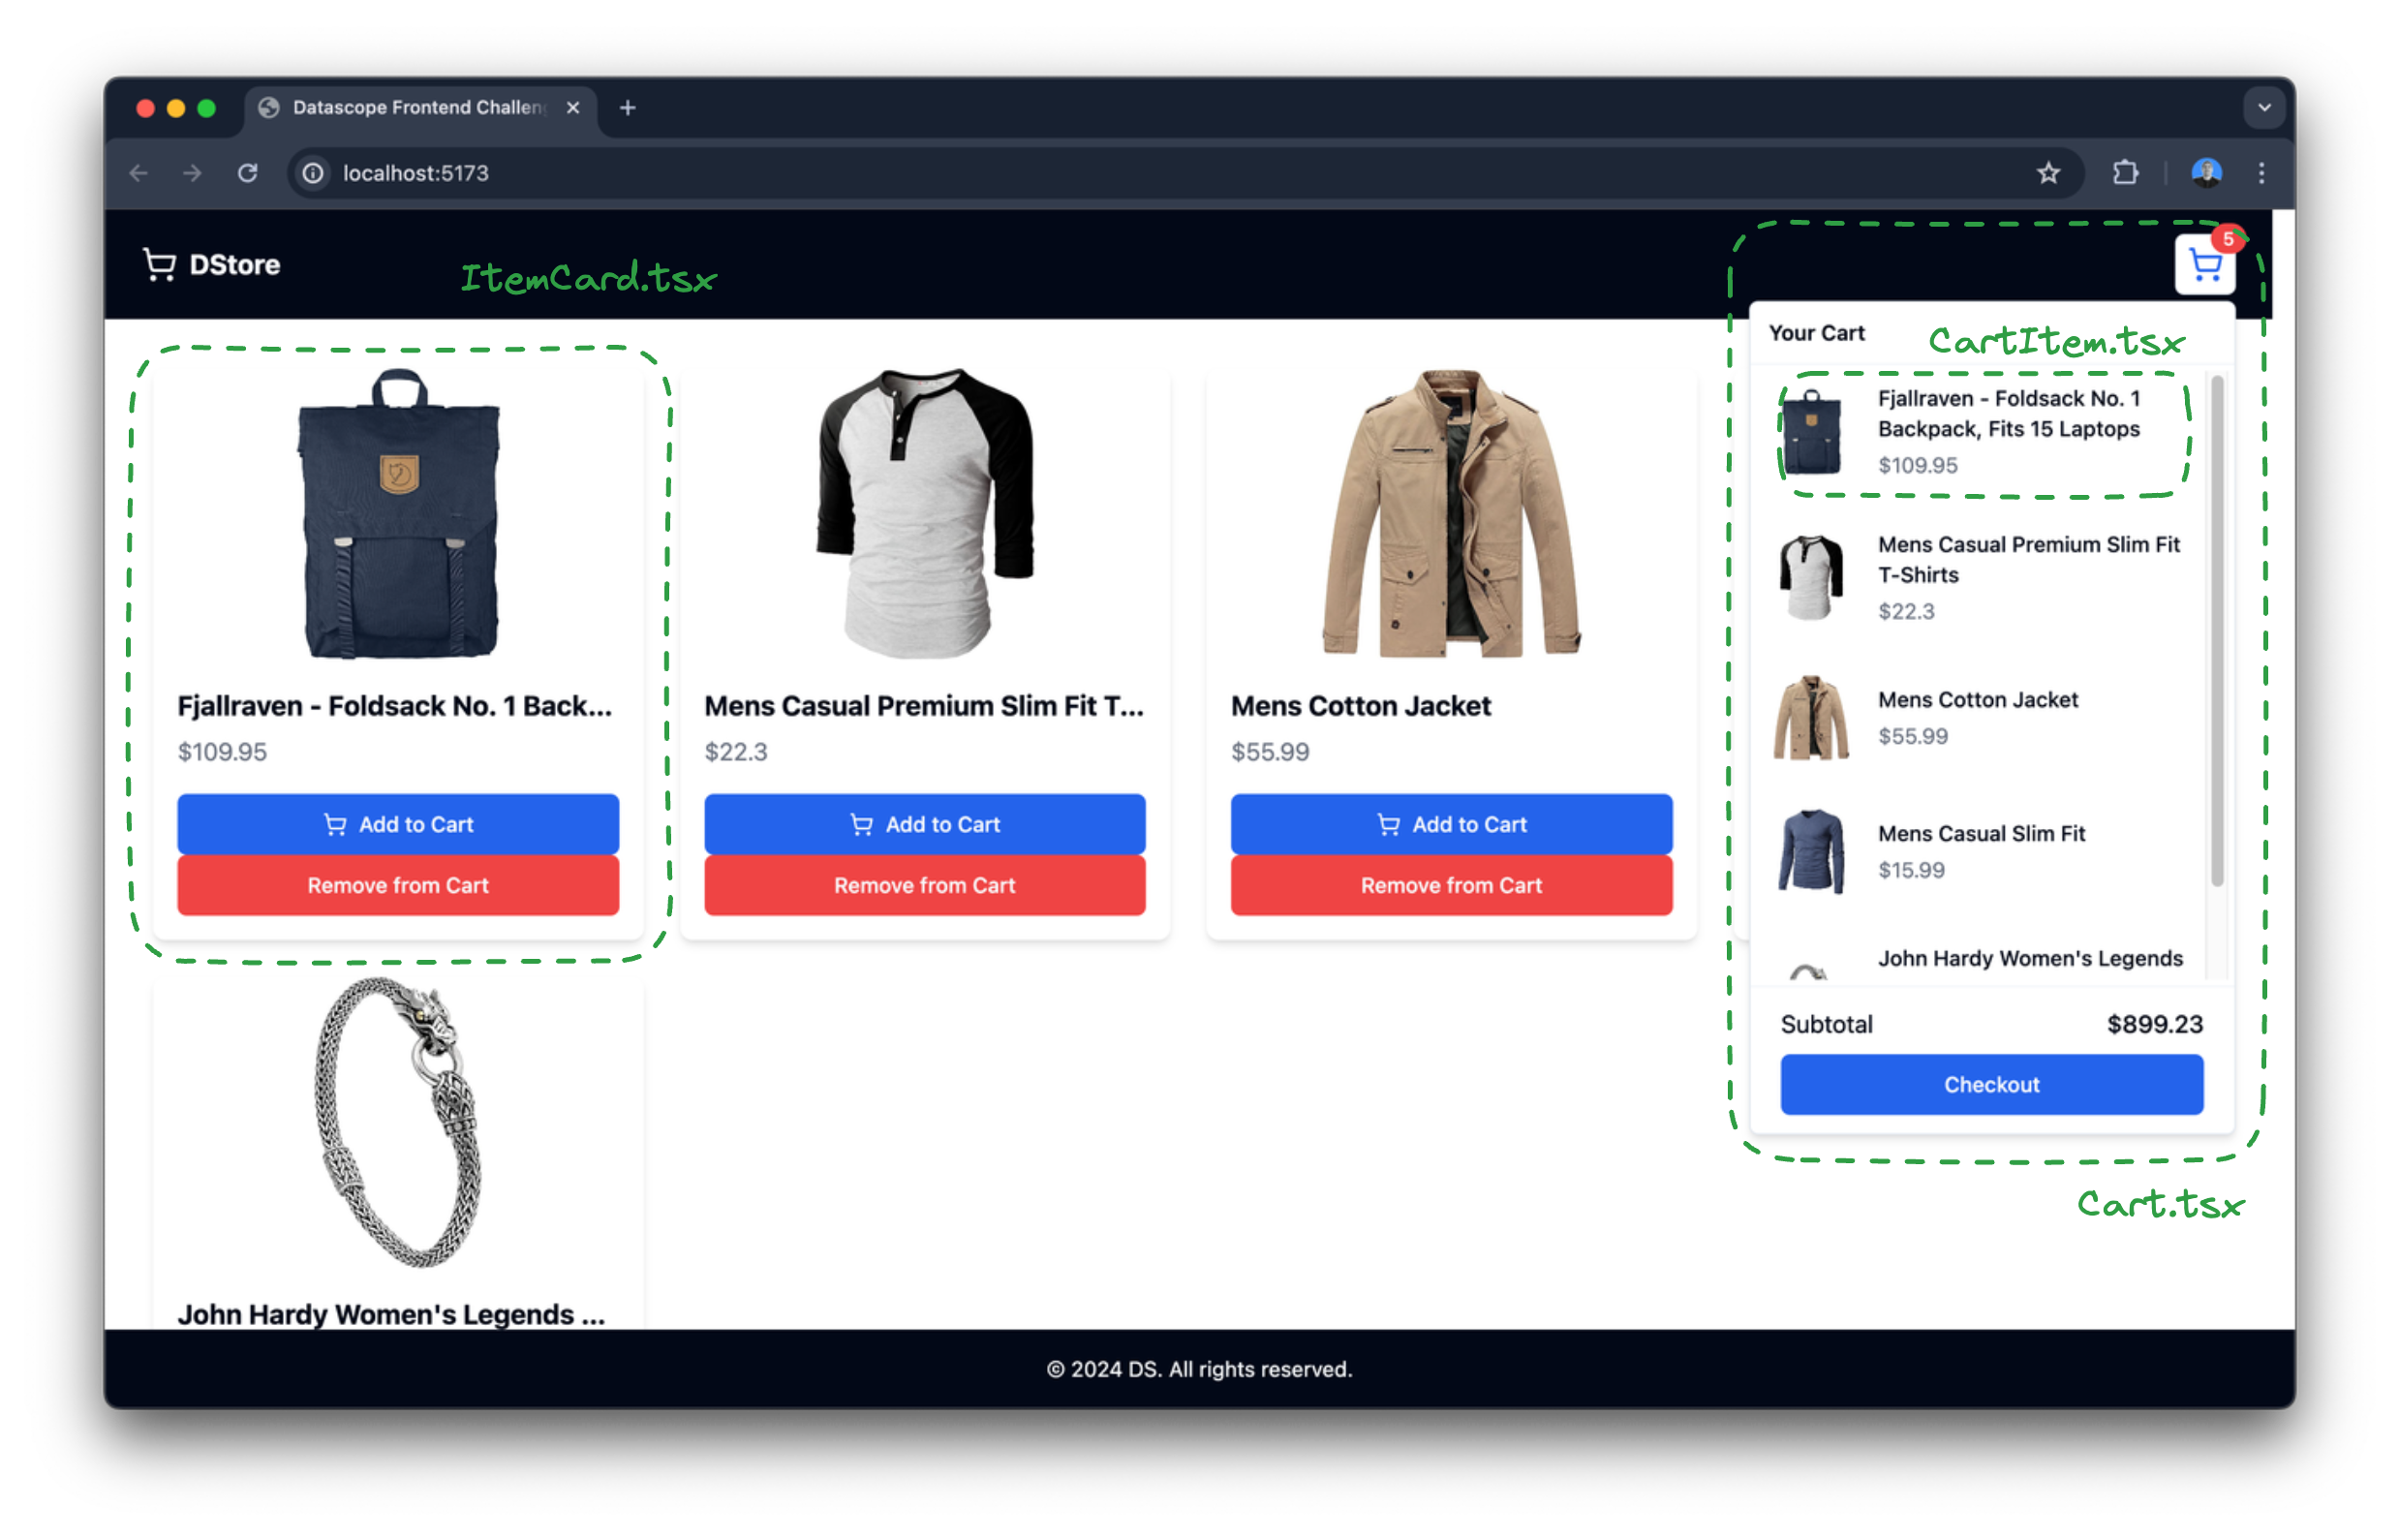 Datascope Frontend Challen
localhost:5173
DStore
ItemCard.tsx
5
Your Cart
CartItem.tsx
Fjallraven - Foldsack No. 1
Backpack, Fits 15 Laptops
$109.95
Mens Casual Premium Slim Fit
T-Shirts
$22.3
Mens Cotton Jacket
$55.99
Mens Casual Slim Fit
$15.99
John Hardy Women's Legends
Subtotal $899.23
Checkout
Cart.tsx
Fjallraven - Foldsack No. 1 Back...
$109.95
Add to Cart
Remove from Cart
Mens Casual Premium Slim Fit T...
$22.3
Add to Cart
Remove from Cart
Mens Cotton Jacket
$55.99
Add to Cart
Remove from Cart
John Hardy Women's Legends ...
© 2024 DS. All rights reserved.